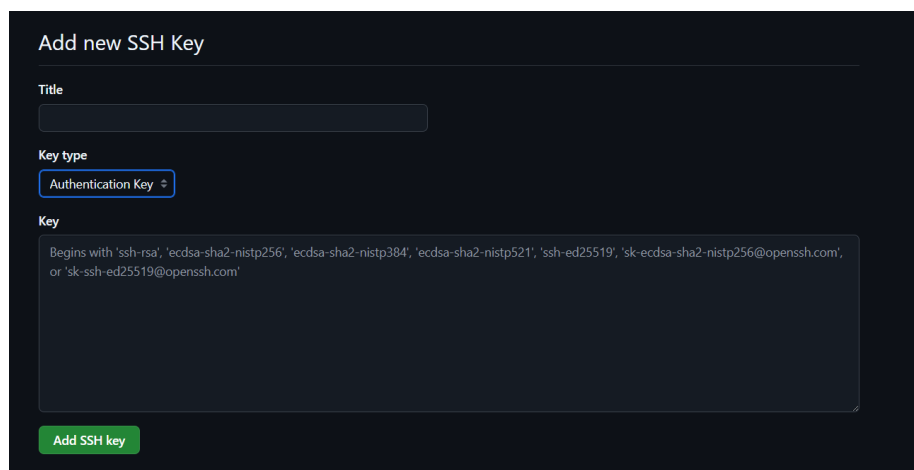 Add new SSH Key
Title
Key type
Authentication Key
Key
Begins with 'ssh-rsa', 'ecdsa-sha2-nistp256', 'ecdsa-sha2-nistp384', 'ecdsa-sha2-nistp521', 'ssh-ed25519', 'sk-ecdsa-sha2-nistp256@openssh.com',
or 'sk-ssh-ed25519@openssh.com'
Add SSH key